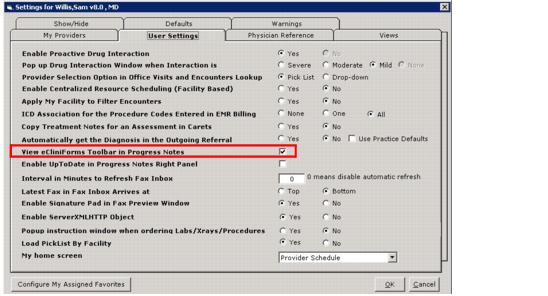 Settings for Willis,Sam v8.0 , MD
Show/Hide Defaults Warnings
My Providers User Settings Physician Reference Views
Enable Proactive Drug Interaction Yes No
Pop up Drug Interaction Window when Interaction is Severe Moderate Mild None
Provider Selection Option in Office Visits and Encounters Lookup Pick List Drop-down
Enable Centralized Resource Scheduling (Facility Based) Yes No
Apply My Facility to Filter Encounters Yes No
ICD Association for the Procedure Codes Entered in EMR Billing None One All
Copy Treatment Notes for an Assessment in Carets Yes No
Automatically get the Diagnosis in the Outgoing Referral Yes No Use Practice Defaults
View eCliniForms Toolbar in Progress Notes
Enable UpToDate in Progress Notes Right Panel
Interval in Minutes to Refresh Fax Inbox 0 0 means disable automatic refresh
Latest Fax in Fax Inbox Arrives at Top Bottom
Enable Signature Pad in Fax Preview Window Yes No
Enable ServerXMLHTTP Object Yes No
Popup instruction window when ordering Labs/Xrays/Procedures Yes No
Load PickList By Facility Yes No
My home screen Provider Schedule
Configure My Assigned Favorites OK Cancel